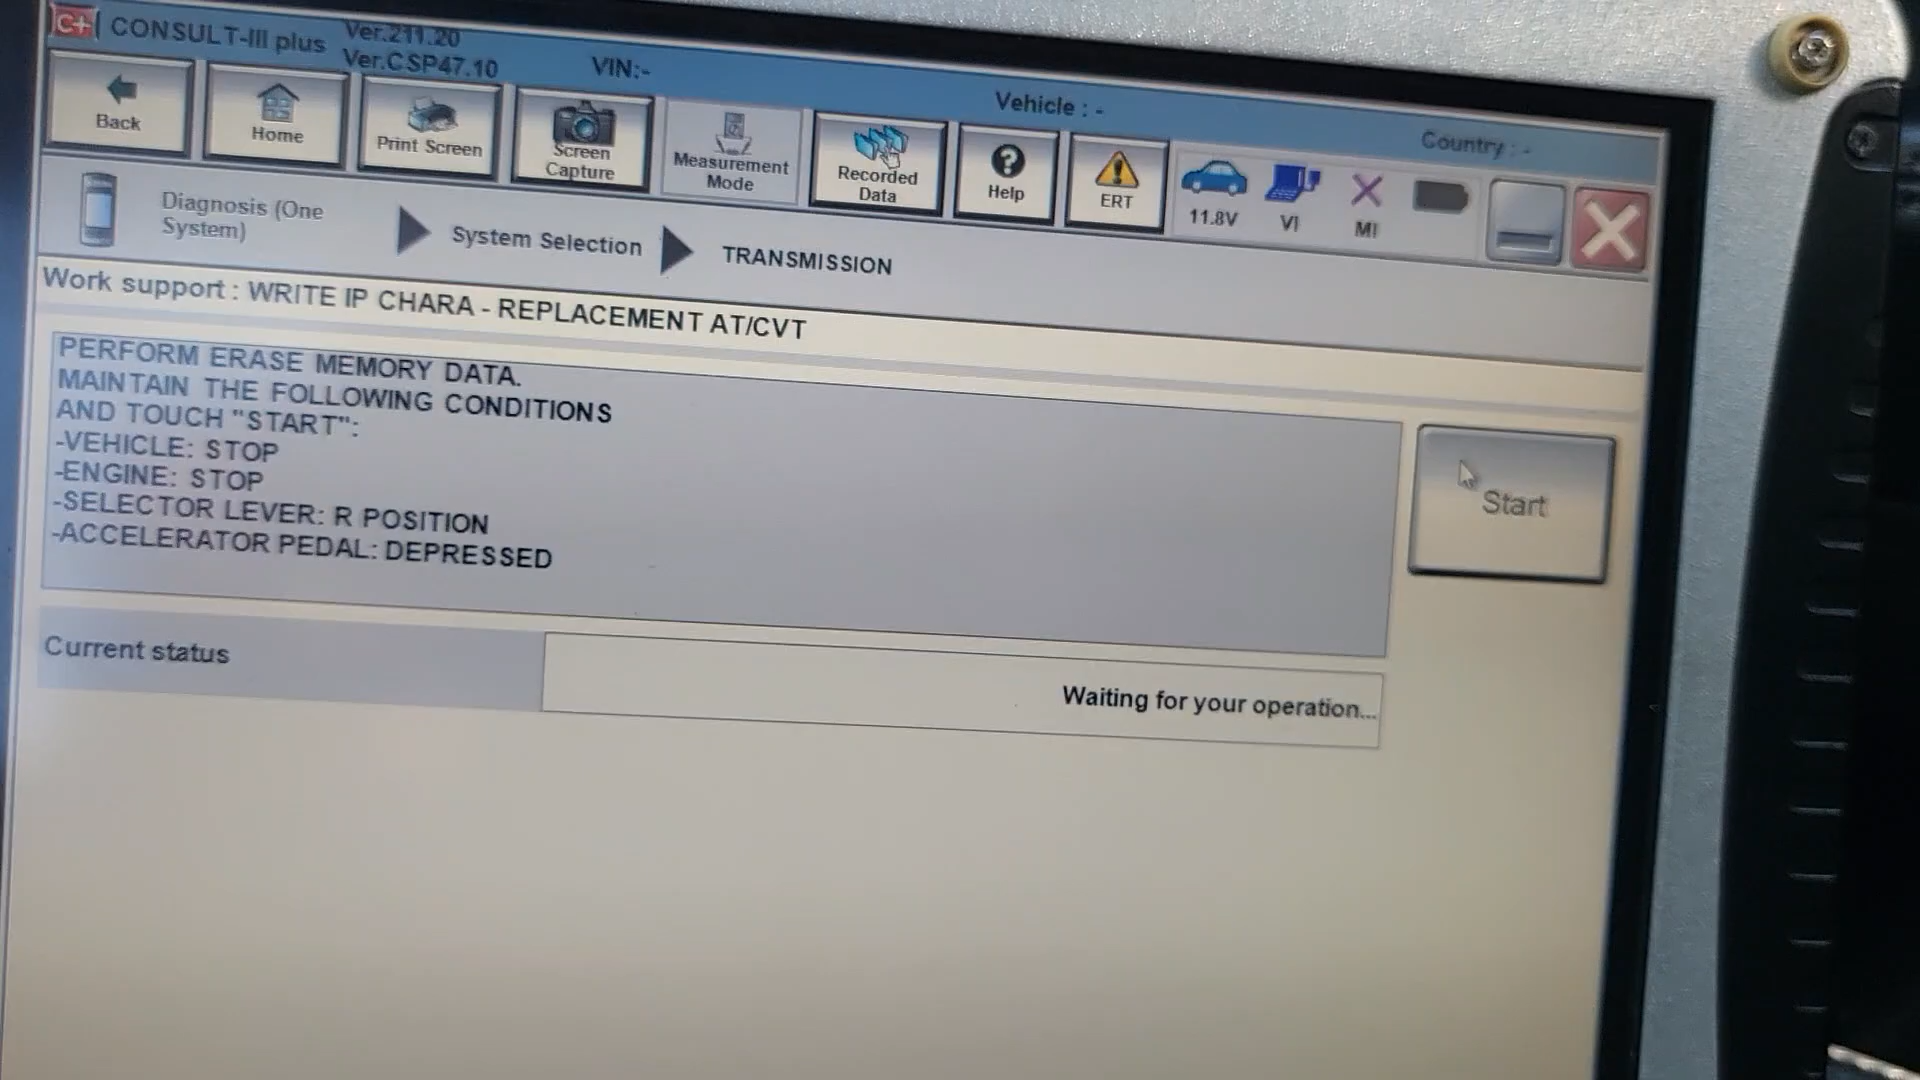 C+ CONSULT-III plus Ver.211.20
Ver.CSP47.10
VIN:-
Vehicle : -
Country : -
Back
Home
Print Screen
Screen
Capture
Measurement
Mode
Recorded
Data
?
Help
ERT
11.8V
VI
MI
Diagnosis (One
System)
System Selection
TRANSMISSION
Work support : WRITE IP CHARA - REPLACEMENT AT/CVT
PERFORM ERASE MEMORY DATA.
MAINTAIN THE FOLLOWING CONDITIONS
AND TOUCH "START":
-VEHICLE: STOP
-ENGINE: STOP
-SELECTOR LEVER: R POSITION
-ACCELERATOR PEDAL: DEPRESSED
Start
Current status
Waiting for your operation...